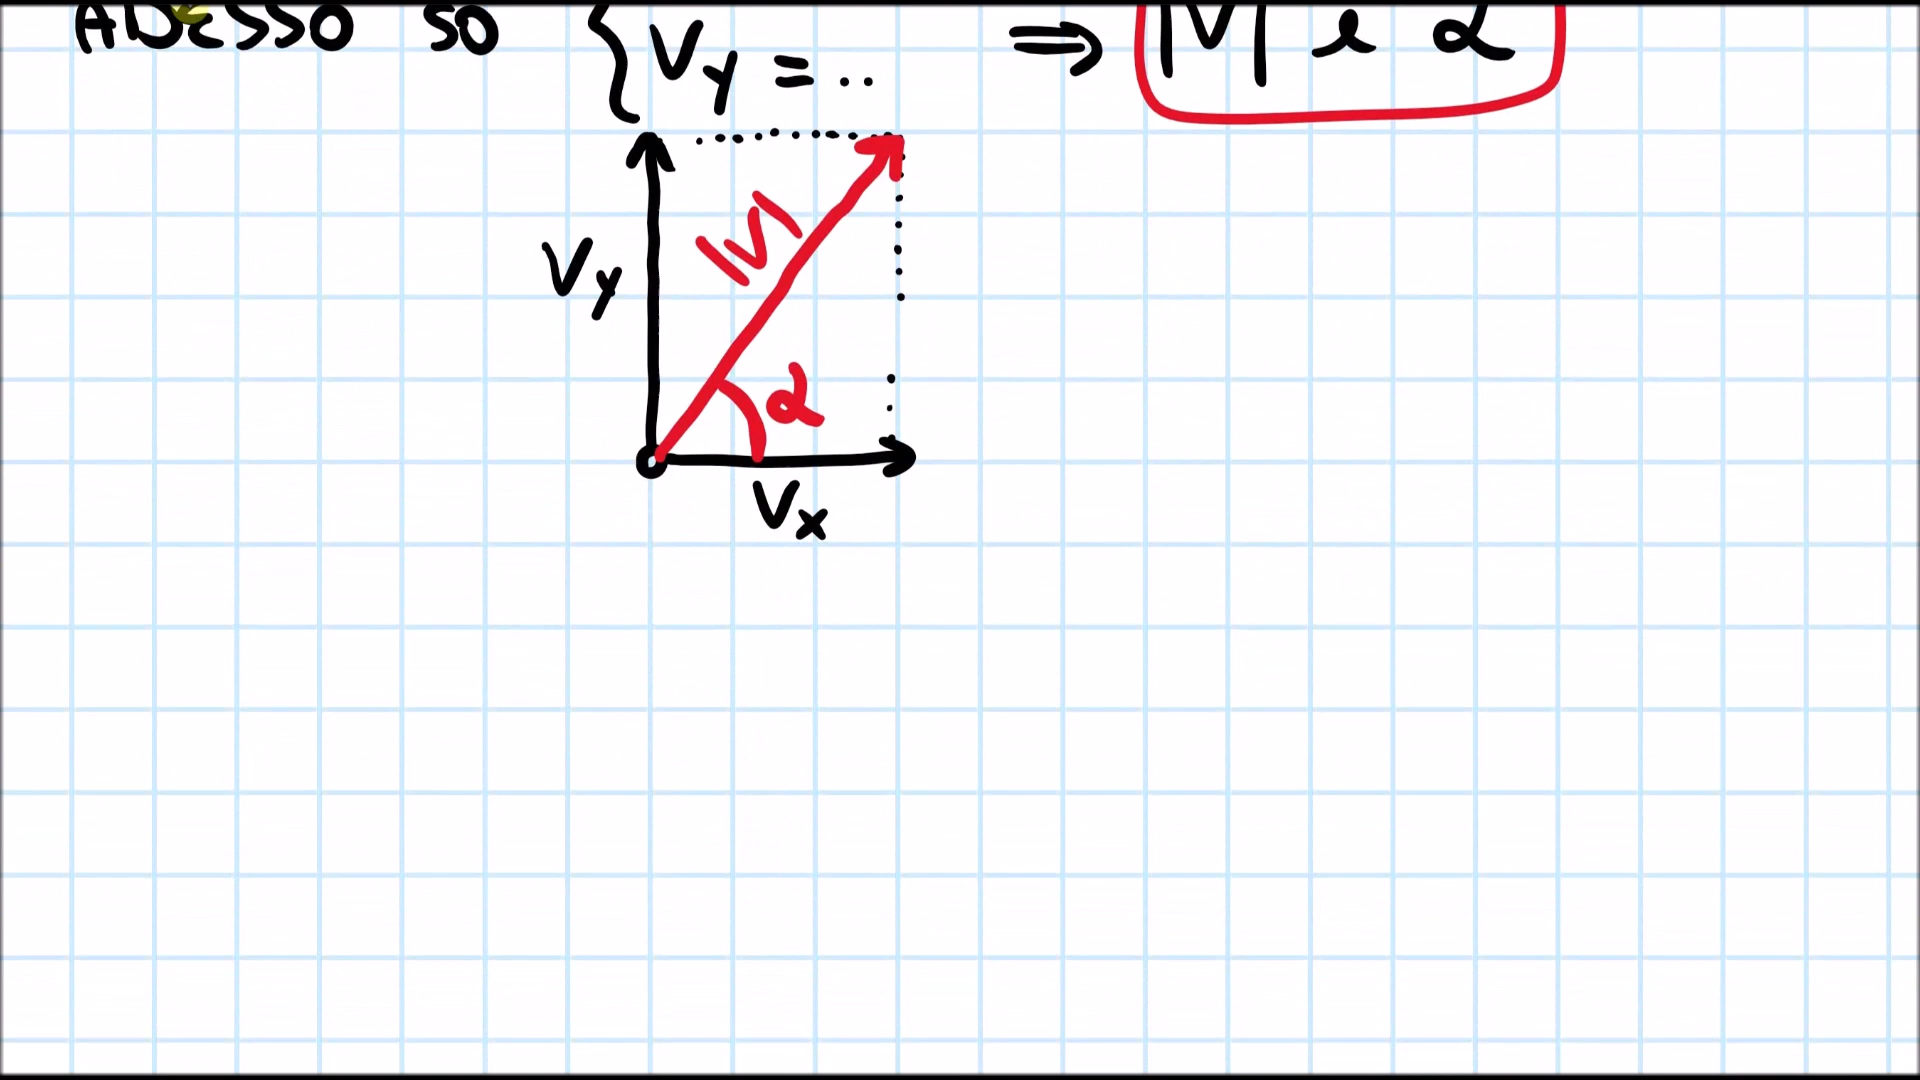 ADESSO SO { Vy = .. ⇒ |V| e α
|V|
Vy
α
Vx